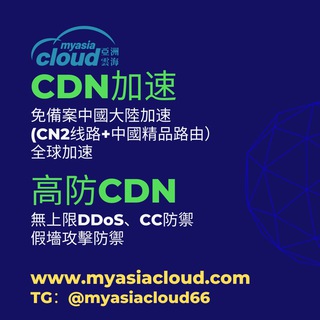 myasia 亞洲
cloud 雲海
CDN加速
免備案中國大陸加速
(CN2线路+中國精品路由）
全球加速
高防CDN
無上限DDoS、CC防禦
假墙攻擊防禦
www.myasiacloud.com
TG：@myasiacloud66